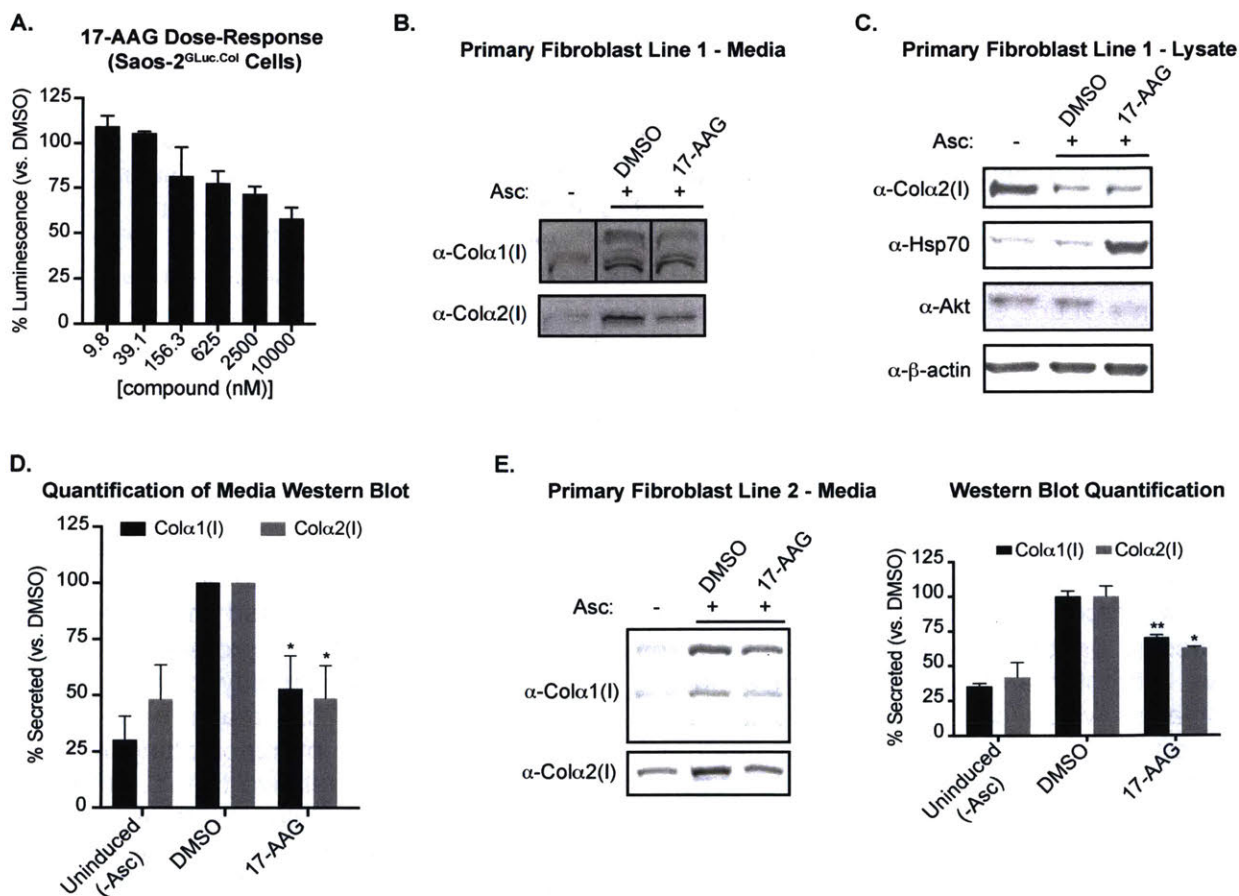 A.
17-AAG Dose-Response
(Saos-2GLuc.Col Cells)
% Luminescence (vs. DMSO)
125
100
75
50
25
0
9.8
39.1
156.3
625
2500
10000
[compound (nM)]
B.
Primary Fibroblast Line 1 - Media
DMSO
17-AAG
Asc:
-
+
+
α-Colα1(I)
α-Colα2(I)
C.
Primary Fibroblast Line 1 - Lysate
DMSO
17-AAG
Asc:
-
+
+
α-Colα2(I)
α-Hsp70
α-Akt
α-β-actin
D.
Quantification of Media Western Blot
Colα1(I)
Colα2(I)
% Secreted (vs. DMSO)
125
100
75
50
25
0
*
*
Uninduced
(-Asc)
DMSO
17-AAG
E.
Primary Fibroblast Line 2 - Media
DMSO
17-AAG
Asc:
-
+
+
α-Colα1(I)
α-Colα2(I)
Western Blot Quantification
Colα1(I)
Colα2(I)
% Secreted (vs. DMSO)
125
100
75
50
25
0
**
*
Uninduced
(-Asc)
DMSO
17-AAG